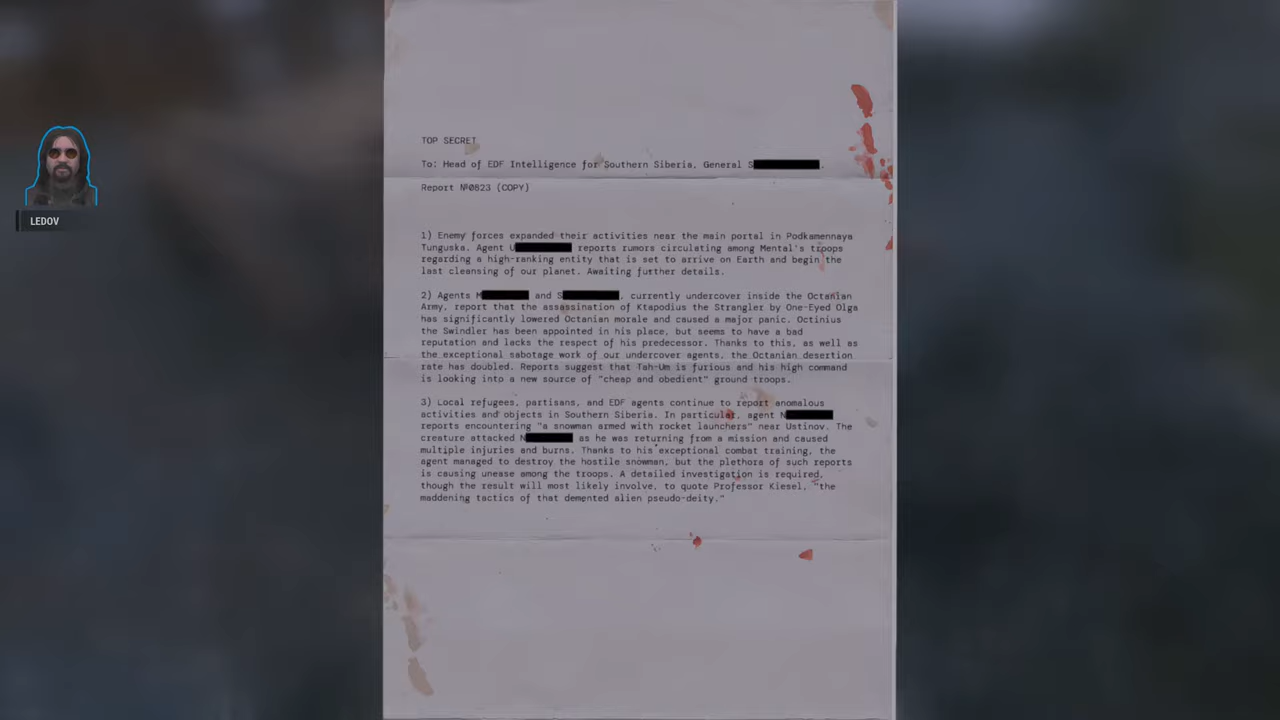 LEDOV
TOP SECRET
To: Head of EDF Intelligence for Southern Siberia, General S
Report №0823 (COPY)
1) Enemy forces expanded their activities near the main portal in Podkamennaya
Tunguska. Agent U reports rumors circulating among Mental's troops
regarding a high-ranking entity that is set to arrive on Earth and begin the
last cleansing of our planet. Awaiting further details.
2) Agents M and S, currently undercover inside the Octanian
Army, report that the assassination of Ktapodius the Strangler by One-Eyed Olga
has significantly lowered Octanian morale and caused a major panic. Octinius
the Swindler has been appointed in his place, but seems to have a bad
reputation and lacks the respect of his predecessor. Thanks to this, as well as
the exceptional sabotage work of our undercover agents, the Octanian desertion
rate has doubled. Reports suggest that Tah-Um is furious and his high command
is looking into a new source of "cheap and obedient" ground troops.
3) Local refugees, partisans, and EDF agents continue to report anomalous
activities and objects in Southern Siberia. In particular, agent N
reports encountering "a snowman armed with rocket launchers" near Ustinov. The
creature attacked N as he was returning from a mission and caused
multiple injuries and burns. Thanks to his exceptional combat training, the
agent managed to destroy the hostile snowman, but the plethora of such reports
is causing unease among the troops. A detailed investigation is required,
though the result will most likely involve, to quote Professor Kiesel, "the
maddening tactics of that demented alien pseudo-deity."